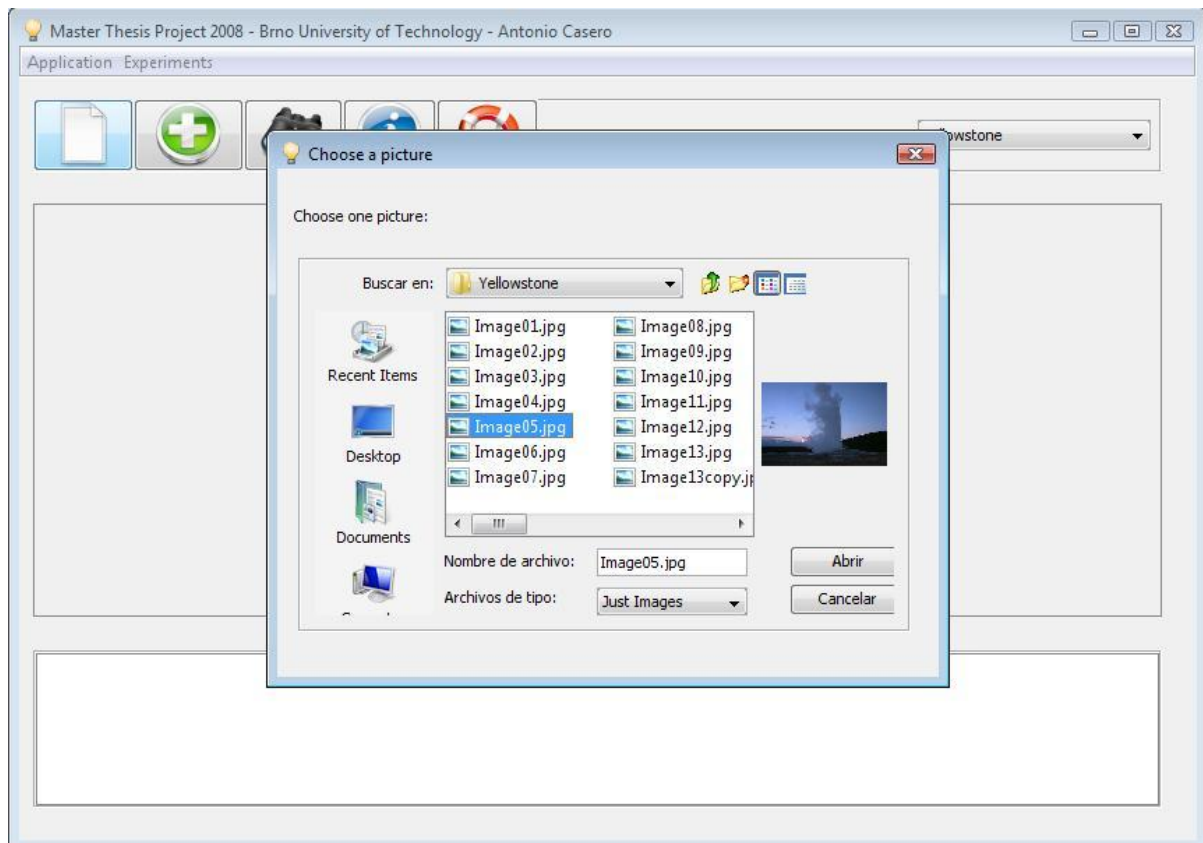 Master Thesis Project 2008 - Brno University of Technology - Antonio Casero
Application Experiments
Choose a picture
Choose one picture:
Buscar en: Yellowstone
Recent Items
Desktop
Documents
Image01.jpg
Image02.jpg
Image03.jpg
Image04.jpg
Image05.jpg
Image06.jpg
Image07.jpg
Image08.jpg
Image09.jpg
Image10.jpg
Image11.jpg
Image12.jpg
Image13.jpg
Image13copy.j
Nombre de archivo: Image05.jpg
Abrir
Archivos de tipo: Just Images
Cancelar